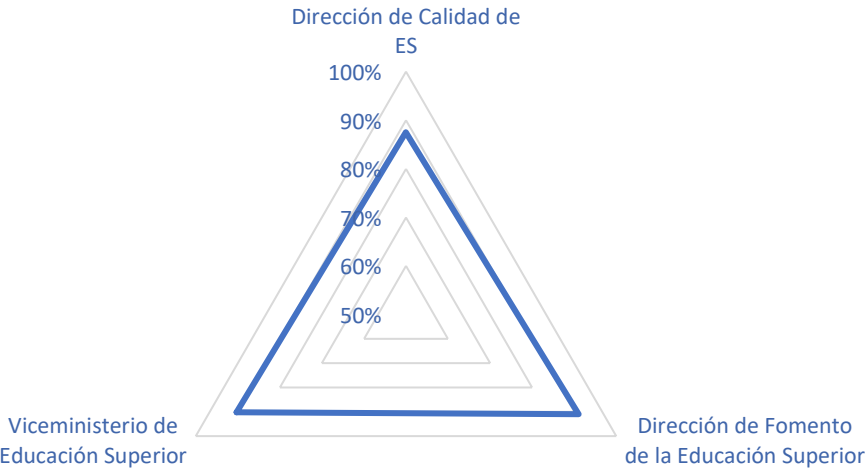 Dirección de Calidad de
ES
100%
90%
80%
70%
60%
50%
Viceministerio de
Educación Superior
Dirección de Fomento
de la Educación Superior